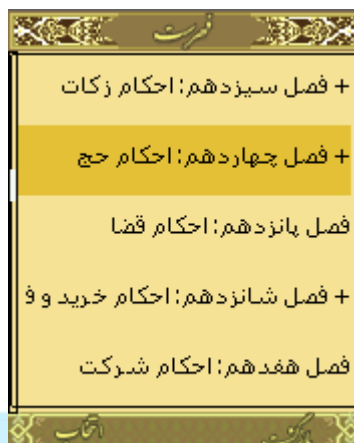 فهرست
+ فصل سیزدهم: احکام زکات
+ فصل چهاردهم: احکام حج
فصل پانزدهم: احکام قضا
+ فصل شانزدهم: احکام خرید و ف
فصل هفدهم: احکام شرکت
انتخاب بازگشت